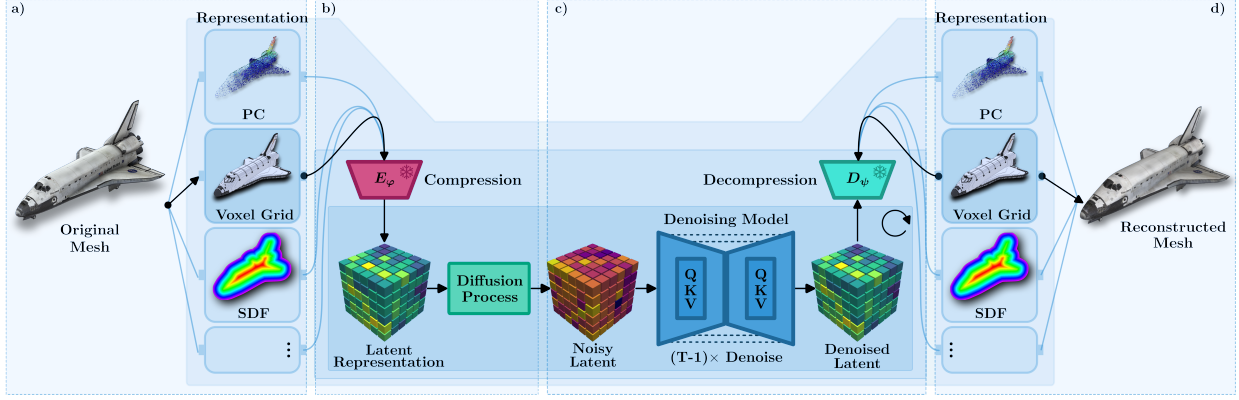 a)
Representation
PC
Voxel Grid
SDF
⋮
Original
Mesh
b)
E_φ
Compression
Latent
Representation
Diffusion
Process
c)
Noisy
Latent
Denoising Model
Q
K
V
Q
K
V
(T-1)× Denoise
Decompression
D_ψ
Denoised
Latent
d)
Representation
PC
Voxel Grid
SDF
⋮
Reconstructed
Mesh